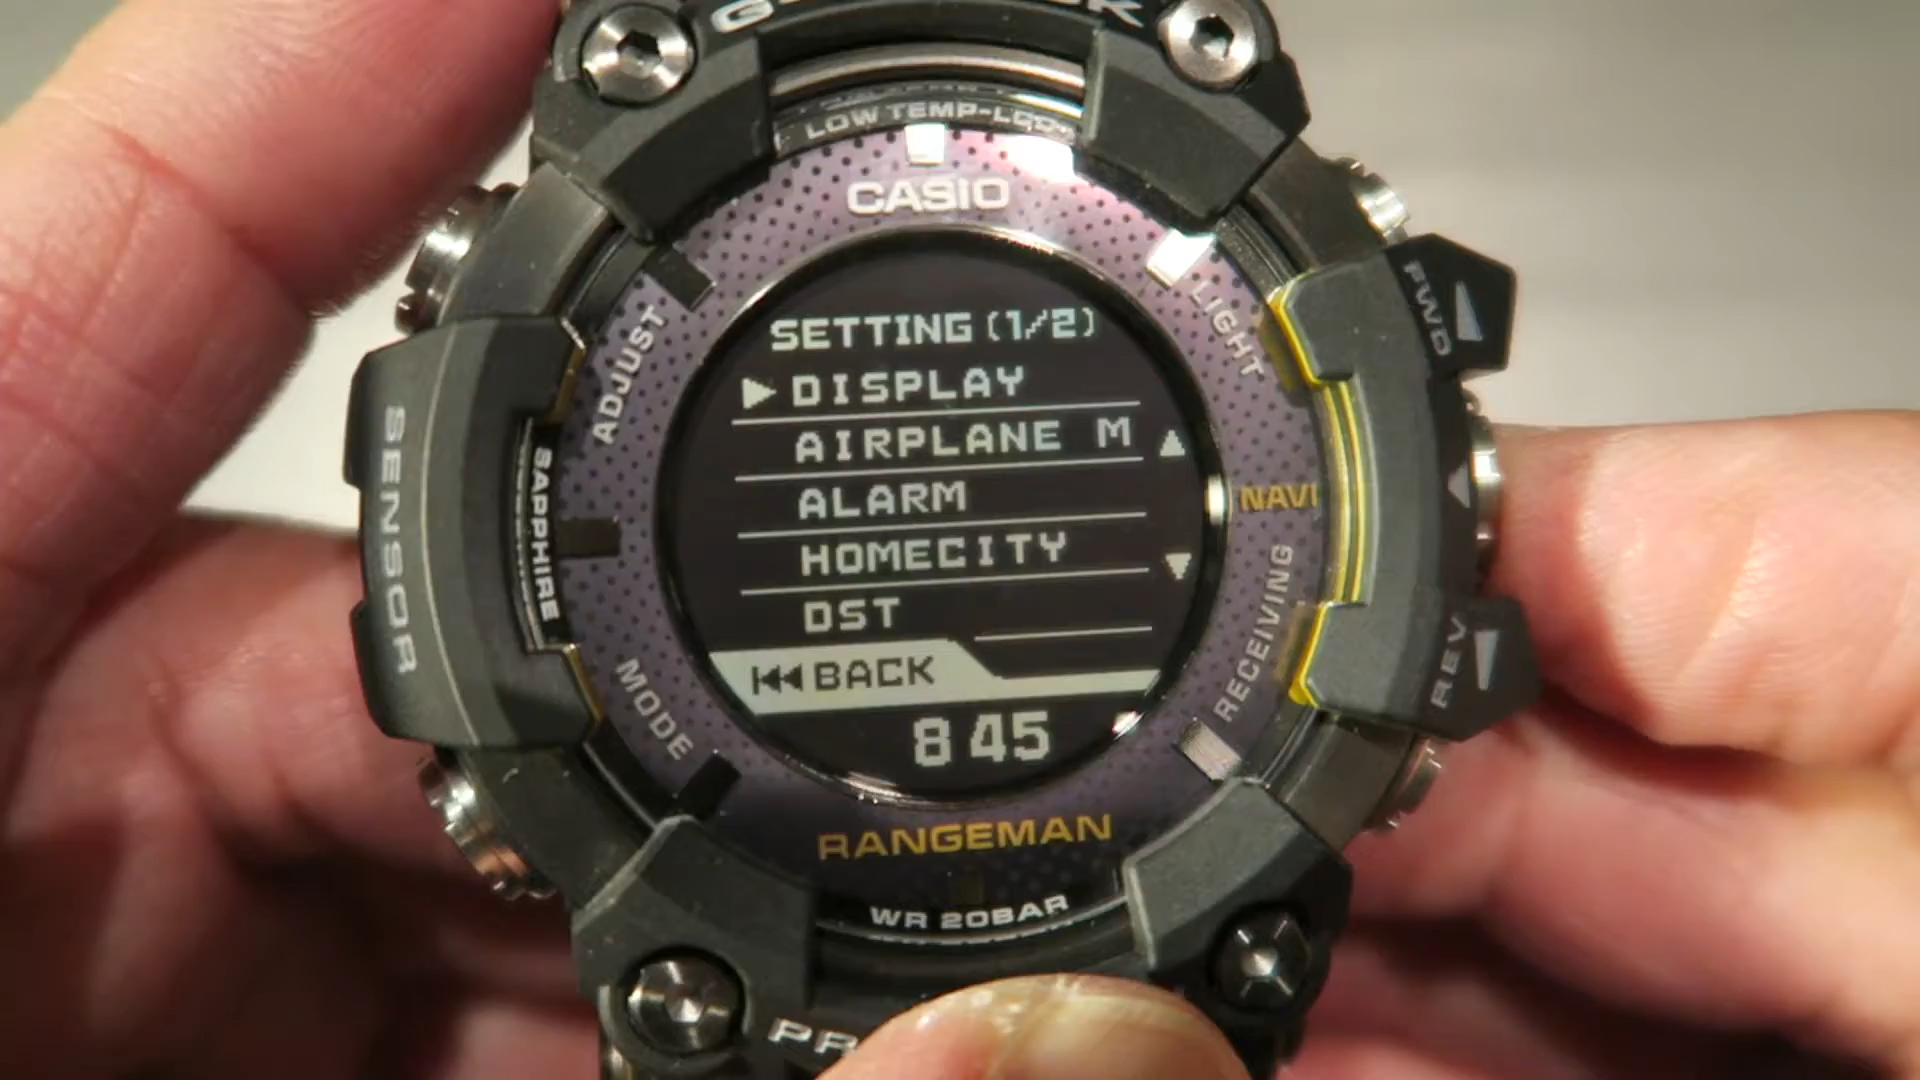 LOW TEMP-
CASIO
ADJUST
LIGHT
FWD
SETTING (1/2)
DISPLAY
AIRPLANE M
ALARM
HOMECITY
DST
BACK
8 45
SENSOR
SAPPHIRE
NAVI
MODE
RECEIVING
REV
RANGEMAN
WR 20BAR